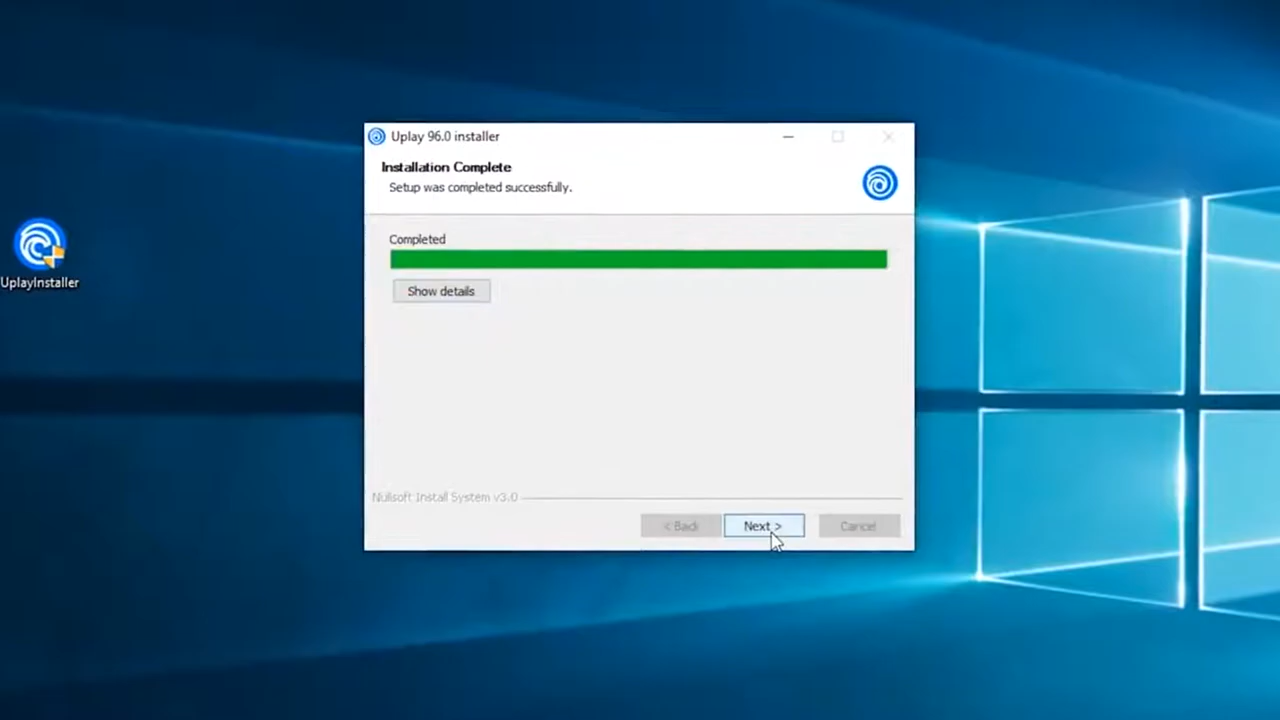 Uplay 96.0 installer
Installation Complete
Setup was completed successfully.
UplayInstaller
Completed
Show details
Nullsoft Install System v3.0
< Back
Next >
Cancel